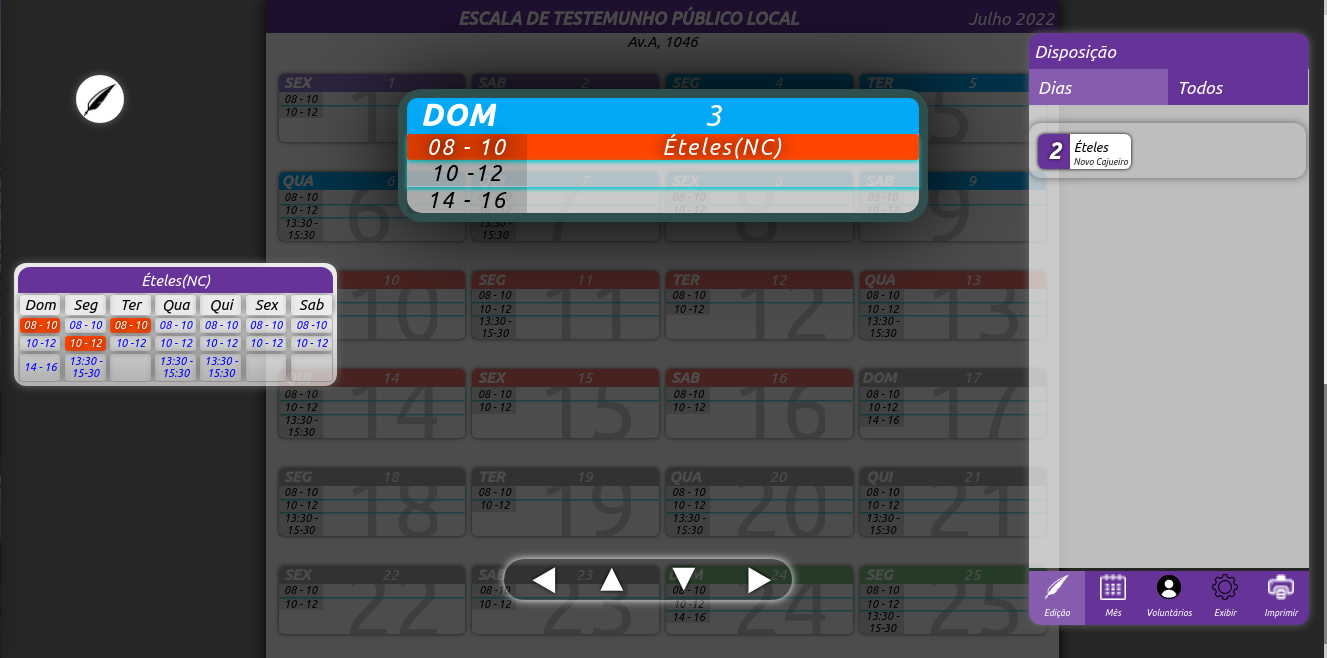 ESCALA DE TESTEMUNHO PÚBLICO LOCAL
Julho 2022
Av.A, 1046
SEX 1
08 - 10
10 - 12
SAB 2
SEG 4
TER 5
DOM 3
08 - 10 Ételes(NC)
10 -12
14 - 16
QUA 6
08 - 10
10 - 12
13:30 -
15:30
7
13:30 -
15:30
SEX 8
08 - 10
10 - 12
SAB 9
08 -10
10 - 12
10
SEG 11
08 - 10
10 - 12
13:30 -
15-30
TER 12
08 - 10
10 -12
QUA 13
08 - 10
10 - 12
13:30 -
15:30
QUI 14
08 - 10
10 - 12
13:30 -
15:30
SEX 15
08 - 10
10 - 12
SAB 16
08 -10
10 - 12
DOM 17
08 - 10
10 -12
14 - 16
SEG 18
08 - 10
10 - 12
13:30 -
15-30
TER 19
08 - 10
10 -12
QUA 20
08 - 10
10 - 12
13:30 -
15:30
QUI 21
08 - 10
10 - 12
13:30 -
15:30
SEX 22
08 - 10
10 - 12
SAB 23
08 -10
10 - 12
DOM 24
08 - 10
10 -12
14 - 16
SEG 25
08 - 10
10 - 12
13:30 -
15-30
Ételes(NC)
Dom Seg Ter Qua Qui Sex Sab
08 - 10 08 - 10 08 - 10 08 - 10 08 - 10 08 - 10 08 -10
10 -12 10 - 12 10 -12 10 - 12 10 - 12 10 - 12 10 - 12
14 - 16 13:30 - 15-30 13:30 - 15:30 13:30 - 15:30
Disposição
Dias Todos
2 Ételes
Novo Cajueiro
Edição Mês Voluntários Exibir Imprimir